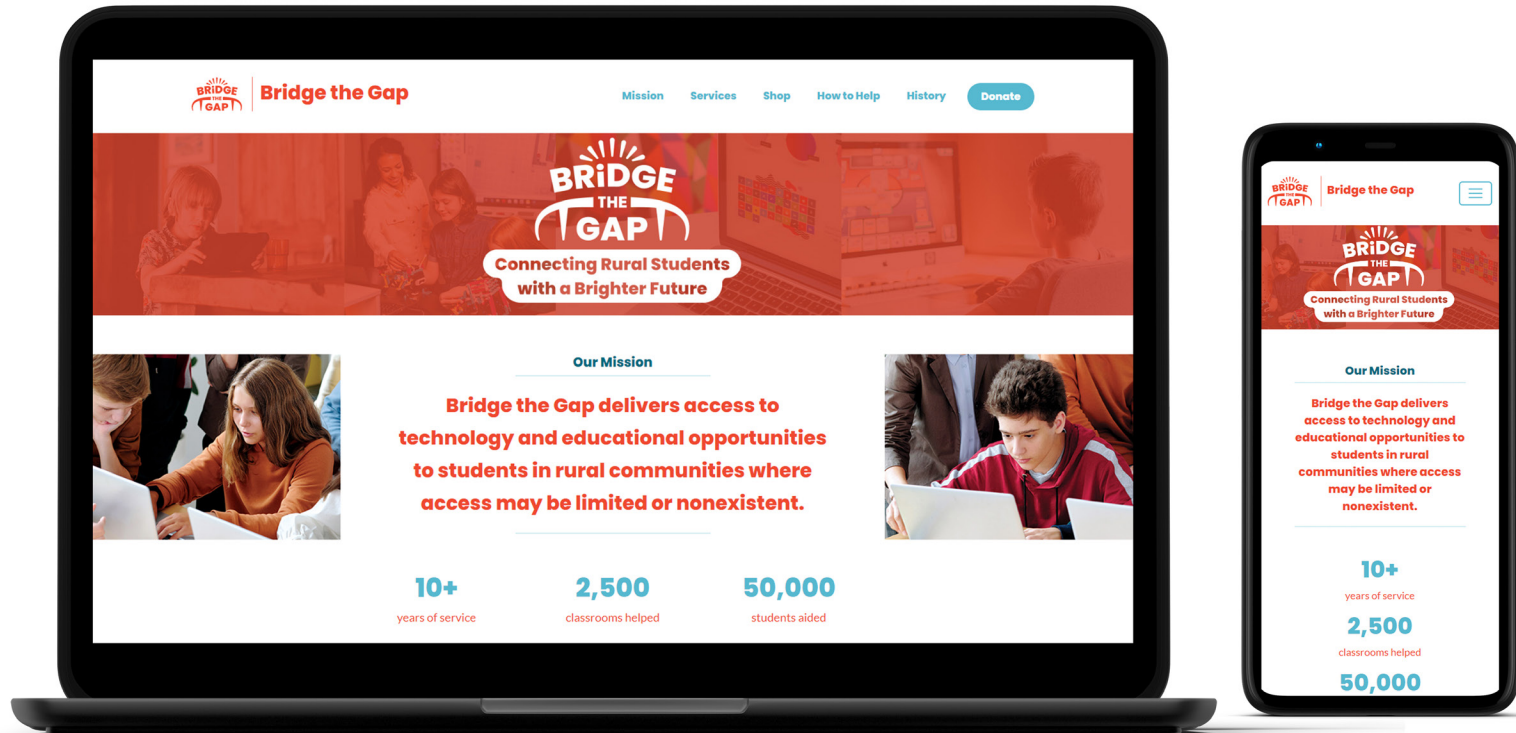 BRiDGE
THE
GAP
Bridge the Gap
Mission Services Shop How to Help History Donate
BRiDGE
THE
GAP
Connecting Rural Students
with a Brighter Future
Our Mission
Bridge the Gap delivers access to
technology and educational opportunities
to students in rural communities where
access may be limited or nonexistent.
10+ 2,500 50,000
years of service classrooms helped students aided
BRiDGE
THE
GAP
Bridge the Gap
BRiDGE
THE
GAP
Connecting Rural Students
with a Brighter Future
Our Mission
Bridge the Gap delivers
access to technology and
educational opportunities to
students in rural
communities where access
may be limited or
nonexistent.
10+
years of service
2,500
classrooms helped
50,000